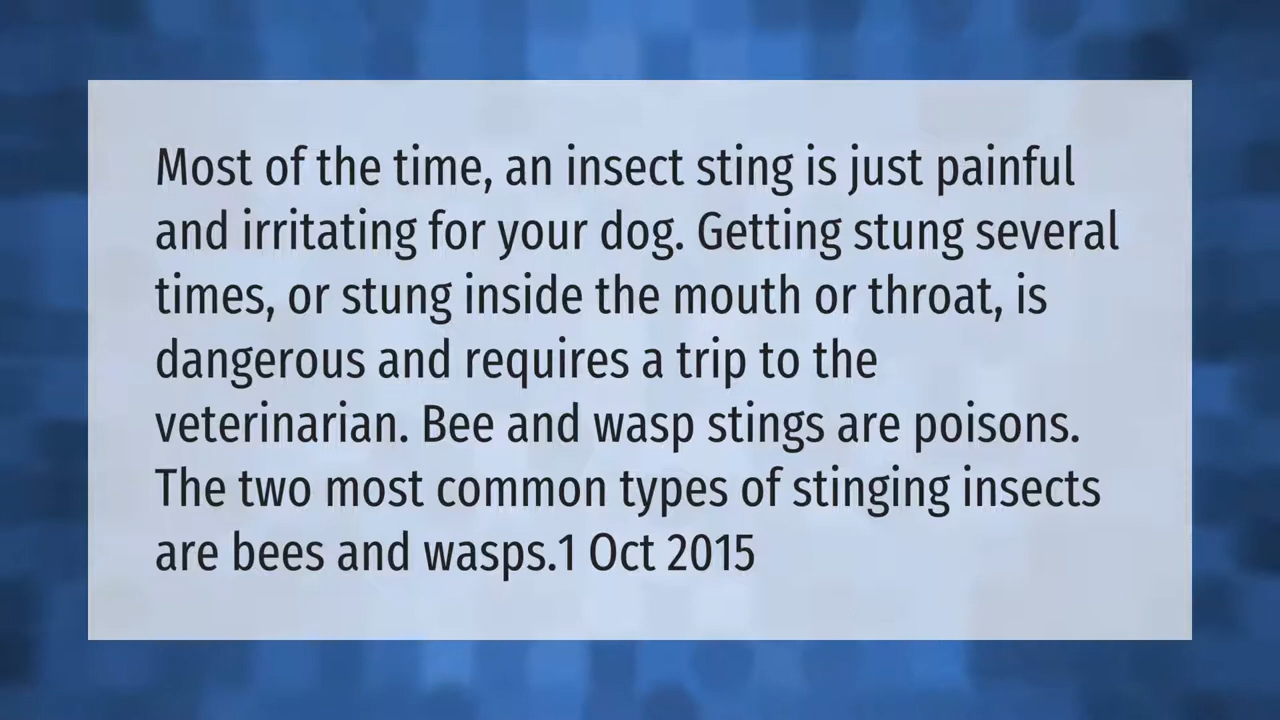 Most of the time, an insect sting is just painful
and irritating for your dog. Getting stung several
times, or stung inside the mouth or throat, is
dangerous and requires a trip to the
veterinarian. Bee and wasp stings are poisons.
The two most common types of stinging insects
are bees and wasps.1 Oct 2015